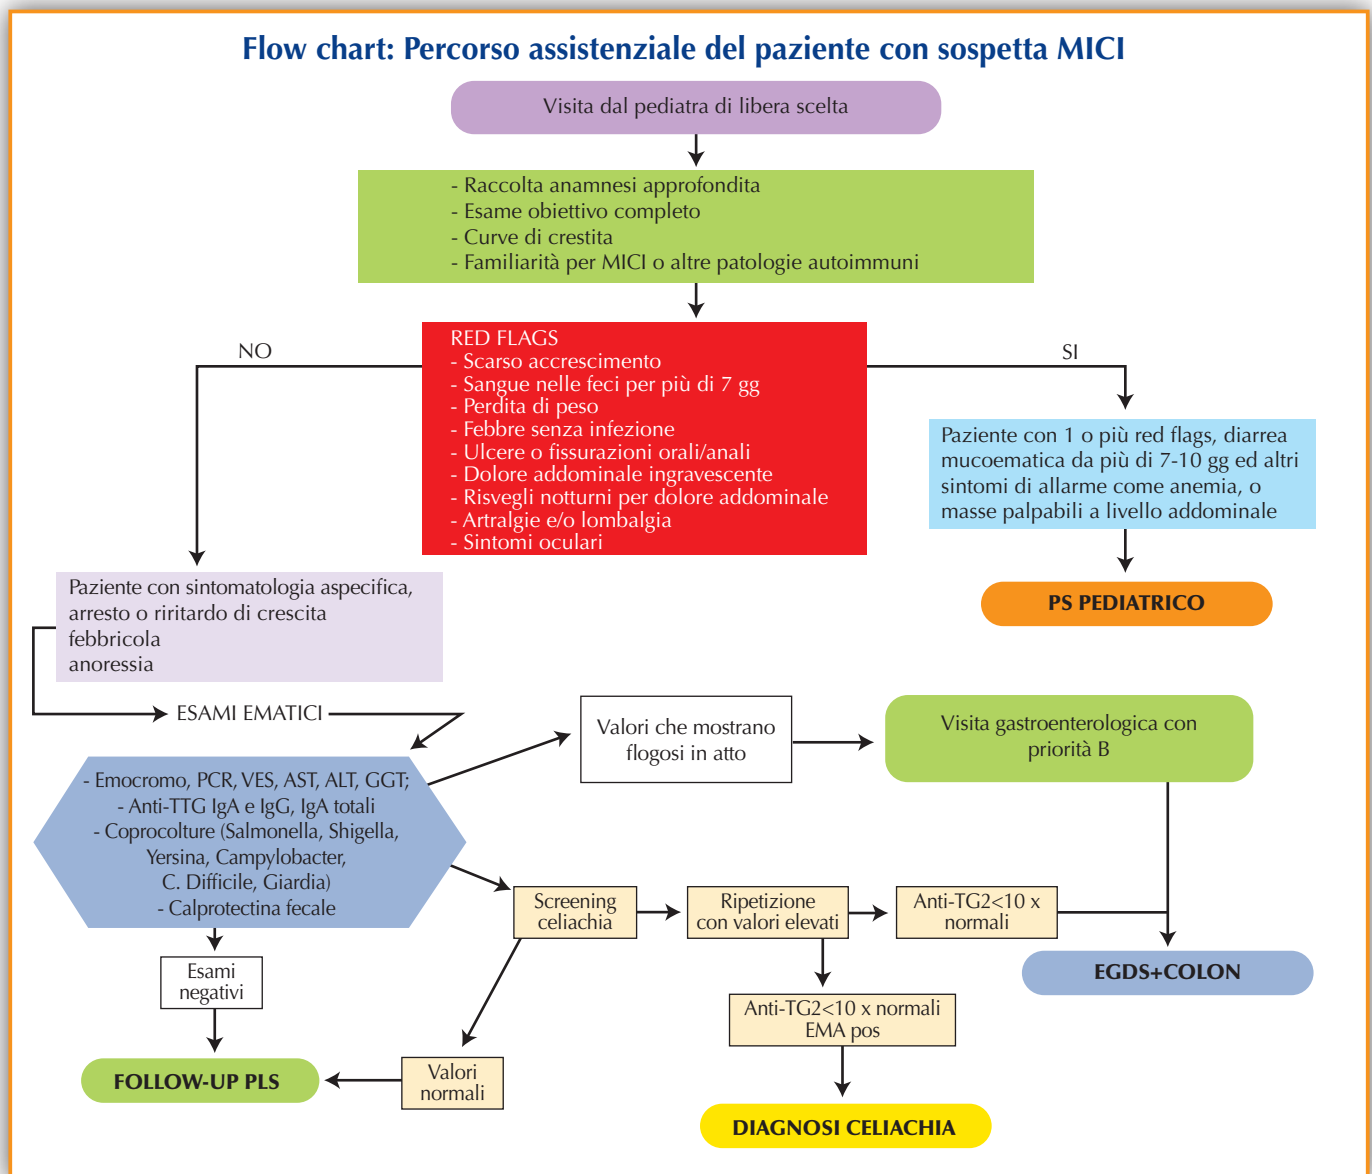 Flow chart: Percorso assistenziale del paziente con sospetta MICI
Visita dal pediatra di libera scelta
- Raccolta anamnesi approfondita
- Esame obiettivo completo
- Curve di crestita
- Familiarità per MICI o altre patologie autoimmuni
NO
RED FLAGS
- Scarso accrescimento
- Sangue nelle feci per più di 7 gg
- Perdita di peso
- Febbre senza infezione
- Ulcere o fissurazioni orali/anali
- Dolore addominale ingravescente
- Risvegli notturni per dolore addominale
- Artralgie e/o lombalgia
- Sintomi oculari
SI
Paziente con 1 o più red flags, diarrea
mucoematica da più di 7-10 gg ed altri
sintomi di allarme come anemia, o
masse palpabili a livello addominale
PS PEDIATRICO
Paziente con sintomatologia aspecifica,
arresto o riritardo di crescita
febbricola
anoressia
ESAMI EMATICI
Valori che mostrano
flogosi in atto
Visita gastroenterologica con
priorità B
- Emocromo, PCR, VES, AST, ALT, GGT;
- Anti-TTG IgA e IgG, IgA totali
- Coprocolture (Salmonella, Shigella,
Yersina, Campylobacter,
C. Difficile, Giardia)
- Calprotectina fecale
Screening
celiachia
Ripetizione
con valori elevati
Anti-TG2<10 x
normali
EGDS+COLON
Esami
negativi
Anti-TG2<10 x normali
EMA pos
FOLLOW-UP PLS
Valori
normali
DIAGNOSI CELIACHIA